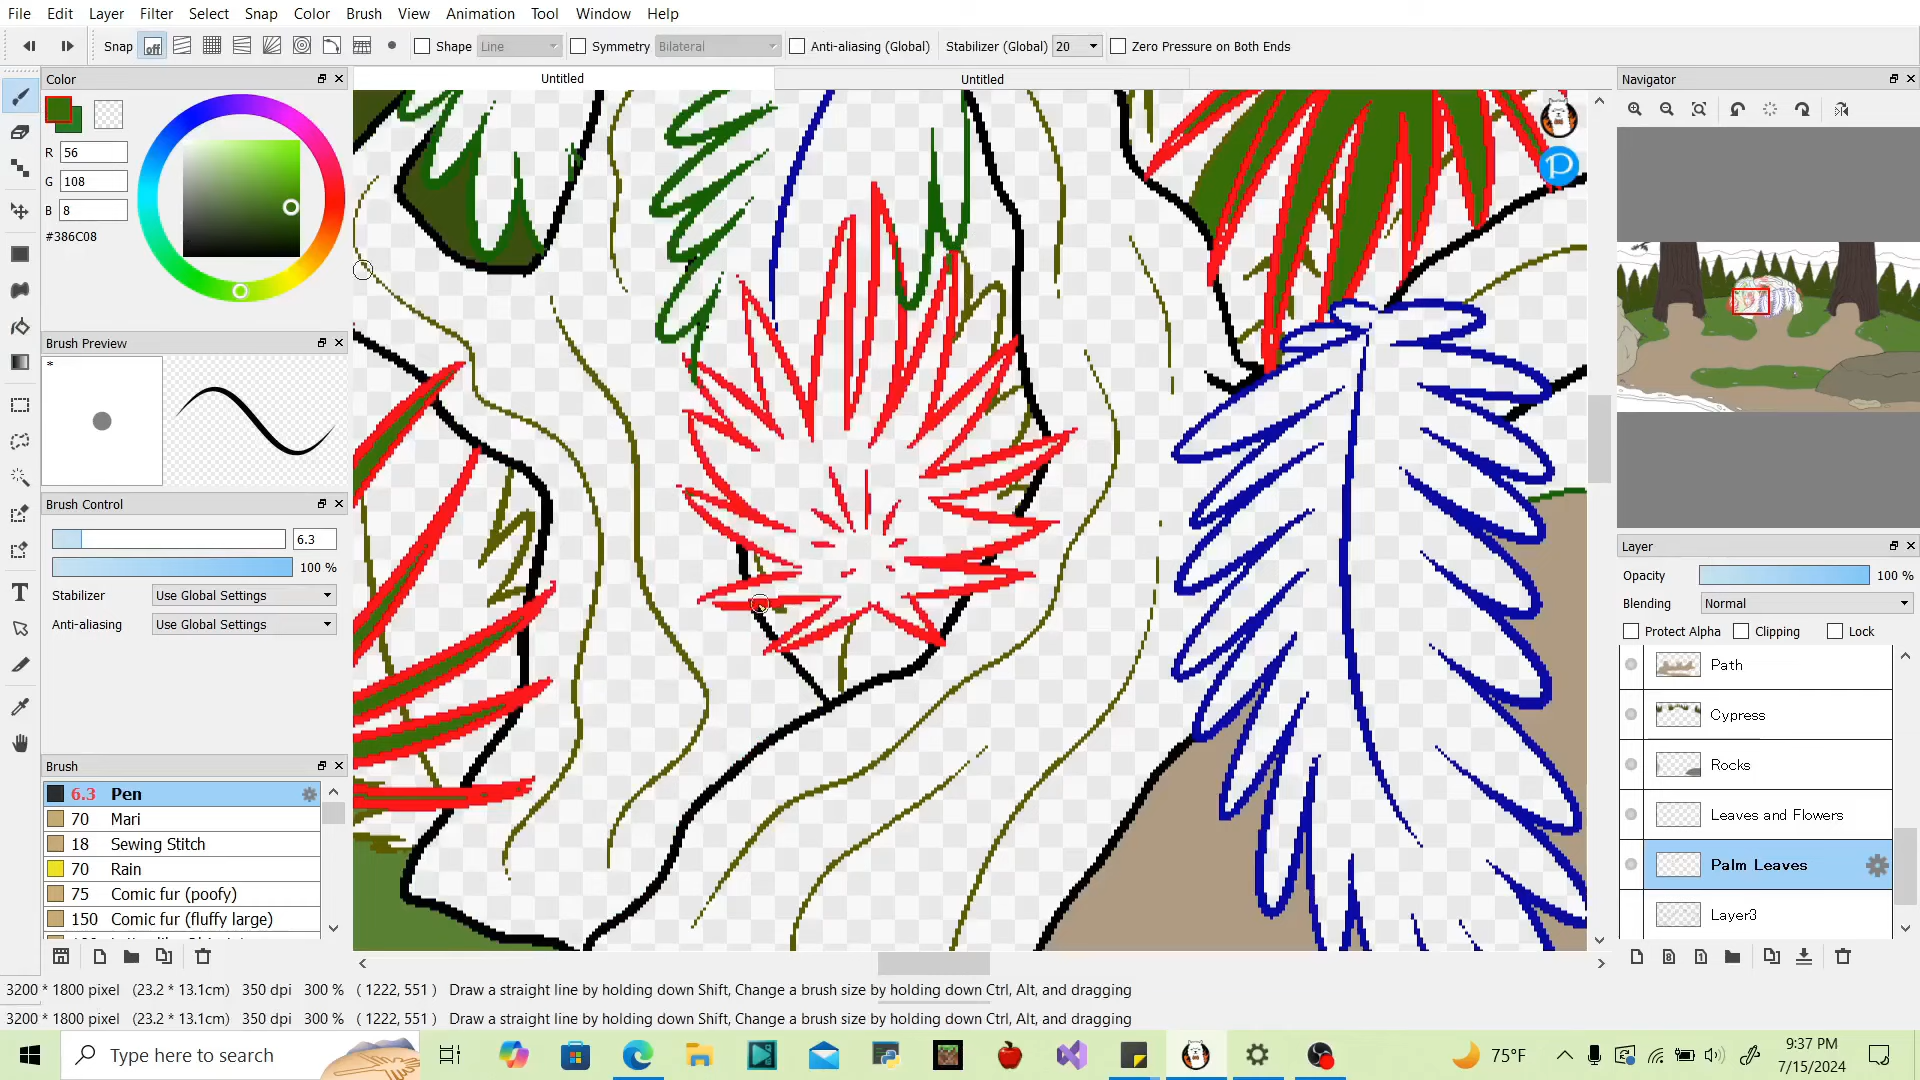 File Edit Layer Filter Select Snap Color Brush View Animation Tool Window Help
Snap off Shape Line Symmetry Bilateral Anti-aliasing (Global) Stabilizer (Global) 20 Zero Pressure on Both Ends
Color
Untitled
Untitled
Navigator
R 56
G 108
B 8
#386C08
Brush Preview
*
Brush Control
6.3
100 %
Stabilizer Use Global Settings
Anti-aliasing Use Global Settings
Brush
6.3 Pen
70 Mari
18 Sewing Stitch
70 Rain
75 Comic fur (poofy)
150 Comic fur (fluffy large)
Layer
Opacity 100 %
Blending Normal
Protect Alpha Clipping Lock
Path
Cypress
Rocks
Leaves and Flowers
Palm Leaves
Layer3
3200 * 1800 pixel (23.2 * 13.1cm) 350 dpi 300 % ( 1222, 551 ) Draw a straight line by holding down Shift, Change a brush size by holding down Ctrl, Alt, and dragging
3200 * 1800 pixel (23.2 * 13.1cm) 350 dpi 300 % ( 1222, 551 ) Draw a straight line by holding down Shift, Change a brush size by holding down Ctrl, Alt, and dragging
Type here to search
75°F
9:37 PM
7/15/2024